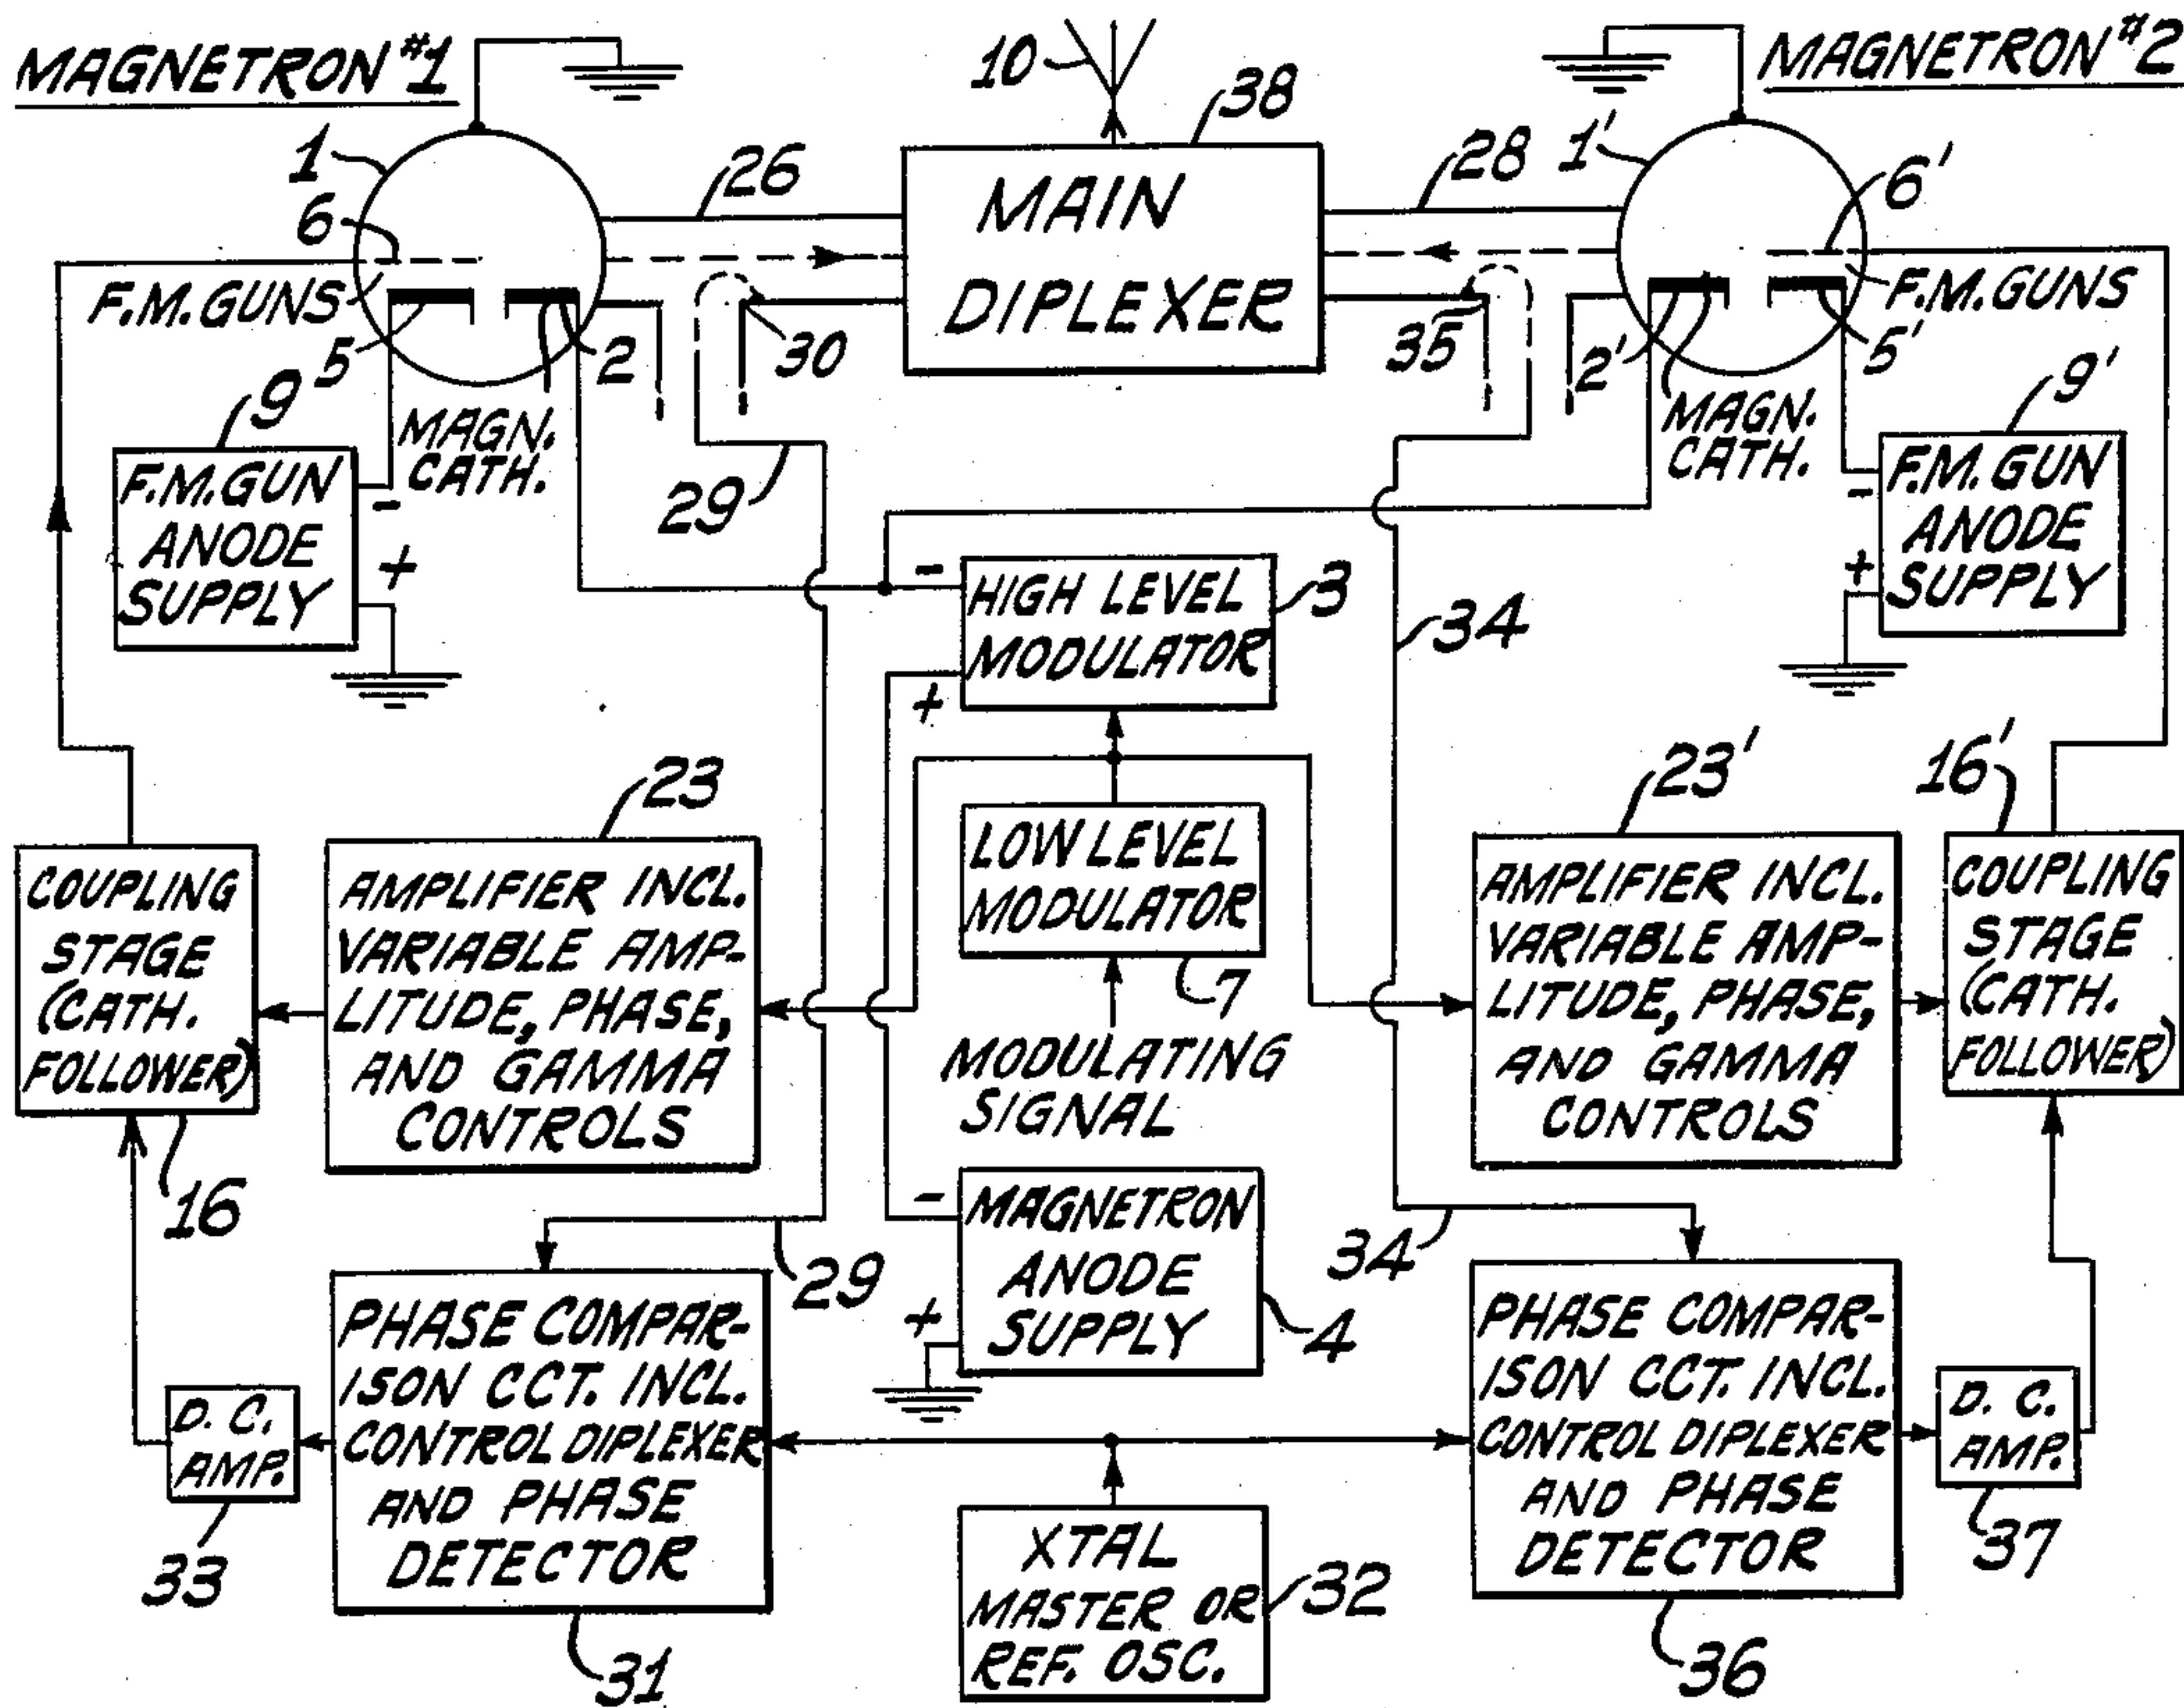 MAGNETRON #1
10
38
MAGNETRON #2
1
26
MAIN
DIPLEXER
28
1'
6'
6
F.M. GUNS
F.M. GUNS
5
2
30
35
2'
5'
9
MAGN.
CATH.
29
MAGN.
CATH.
9'
F.M. GUN
ANODE
SUPPLY
-
+
-
HIGH LEVEL
MODULATOR
+
3
34
F.M. GUN
ANODE
SUPPLY
-
+
23
23'
16'
COUPLING
STAGE
(CATH.
FOLLOWER)
AMPLIFIER INCL.
VARIABLE AMP-
LITUDE, PHASE,
AND GAMMA
CONTROLS
LOW LEVEL
MODULATOR
7
MODULATING
SIGNAL
AMPLIFIER INCL.
VARIABLE AMP-
LITUDE, PHASE,
AND GAMMA
CONTROLS
COUPLING
STAGE
(CATH.
FOLLOWER)
16
29
-
MAGNETRON
ANODE
SUPPLY
+
4
34
D. C.
AMP.
33
PHASE COMPAR-
ISON CCT. INCL.
CONTROL DIPLEXER
AND PHASE
DETECTOR
31
XTAL
MASTER OR
REF. OSC.
32
PHASE COMPAR-
ISON CCT. INCL.
CONTROL DIPLEXER
AND PHASE
DETECTOR
36
D. C.
AMP.
37